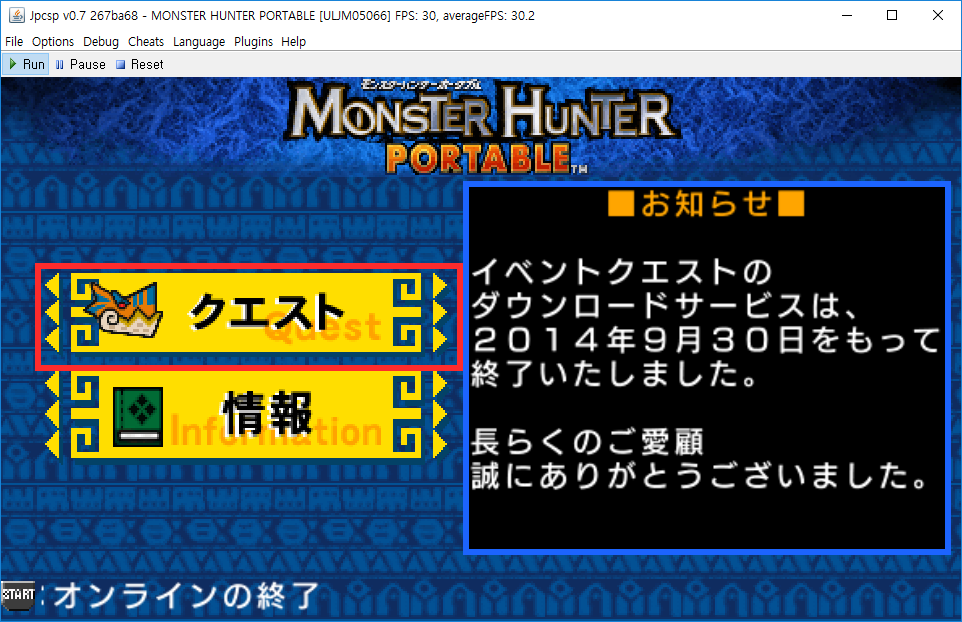 Jpcsp v0.7 267ba68 - MONSTER HUNTER PORTABLE [ULJM05066] FPS: 30, averageFPS: 30.2
File Options Debug Cheats Language Plugins Help
Run Pause Reset
モンスターハンターポータブル
MONSTER HUNTER
PORTABLE™
■お知らせ■
イベントクエストの
ダウンロードサービスは、
２０１４年９月３０日をもって
終了いたしました。
長らくのご愛顧
誠にありがとうございました。
クエスト
Quest
情報
Information
START:オンラインの終了